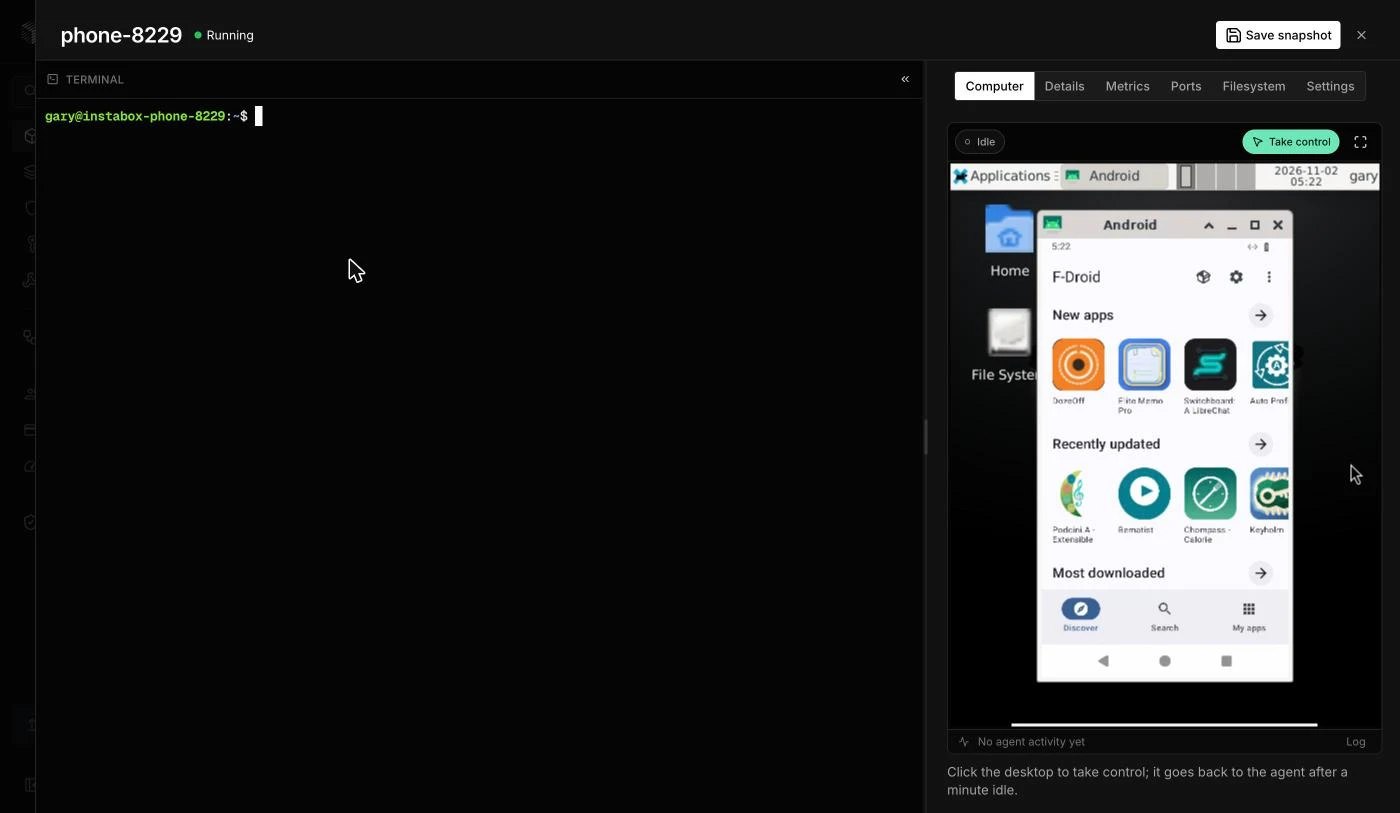 phone-8229
Running
Save snapshot
TERMINAL
gary@instabox-phone-8229:~$
Computer
Details
Metrics
Ports
Filesystem
Settings
Idle
Take control
Applications
Android
2026-11-02
05:22
gary
Home
File Syste
Android
5:22
F-Droid
New apps
DozeOff
Elite Memo
Pro
Switchboard:
A LibreChat
Auto Prof
Recently updated
Podcini.A -
Extensible
Rematist
Chompass -
Calorie
Keyholm
Most downloaded
Discover
Search
My apps
No agent activity yet
Log
Click the desktop to take control; it goes back to the agent after a
minute idle.